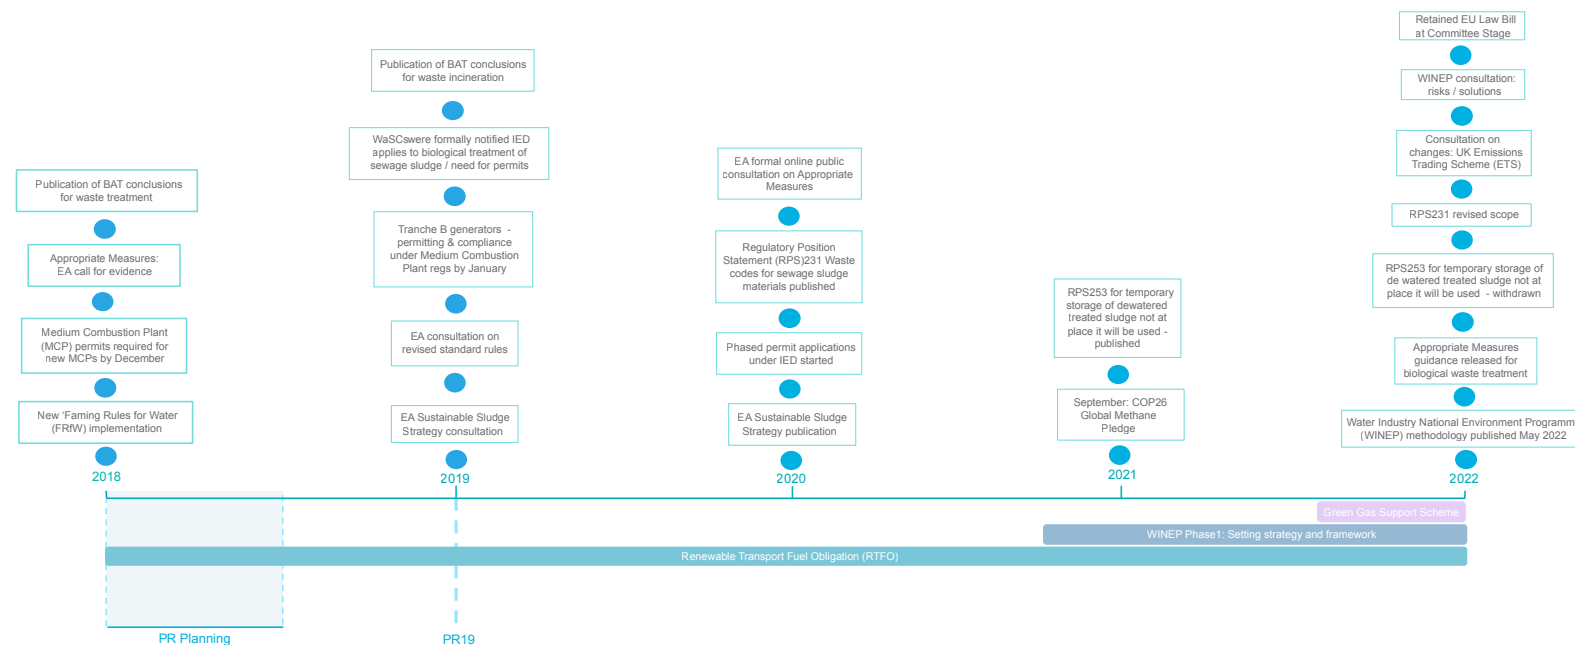 Publication of BAT conclusions
for waste treatment
Appropriate Measures:
EA call for evidence
Medium Combustion Plant
(MCP) permits required for
new MCPs by December
New ‘Faming Rules for Water
(FRfW) implementation
2018
Publication of BAT conclusions
for waste incineration
WaSCswere formally notified IED
applies to biological treatment of
sewage sludge / need for permits
Tranche B generators -
permitting & compliance
under Medium Combustion
Plant regs by January
EA consultation on
revised standard rules
EA Sustainable Sludge
Strategy consultation
2019
EA formal online public
consultation on Appropriate
Measures
Regulatory Position
Statement (RPS)231 Waste
codes for sewage sludge
materials published
Phased permit applications
under IED started
EA Sustainable Sludge
Strategy publication
2020
RPS253 for temporary
storage of dewatered
treated sludge not at
place it will be used -
published
September: COP26
Global Methane
Pledge
2021
Retained EU Law Bill
at Committee Stage
WINEP consultation:
risks / solutions
Consultation on
changes: UK Emissions
Trading Scheme (ETS)
RPS231 revised scope
RPS253 for temporary storage of
de watered treated sludge not at
place it will be used - withdrawn
Appropriate Measures
guidance released for
biological waste treatment
Water Industry National Environment Programm
(WINEP) methodology published May 2022
2022
Green Gas Support Scheme
WINEP Phase1: Setting strategy and framework
Renewable Transport Fuel Obligation (RTFO)
PR Planning
PR19